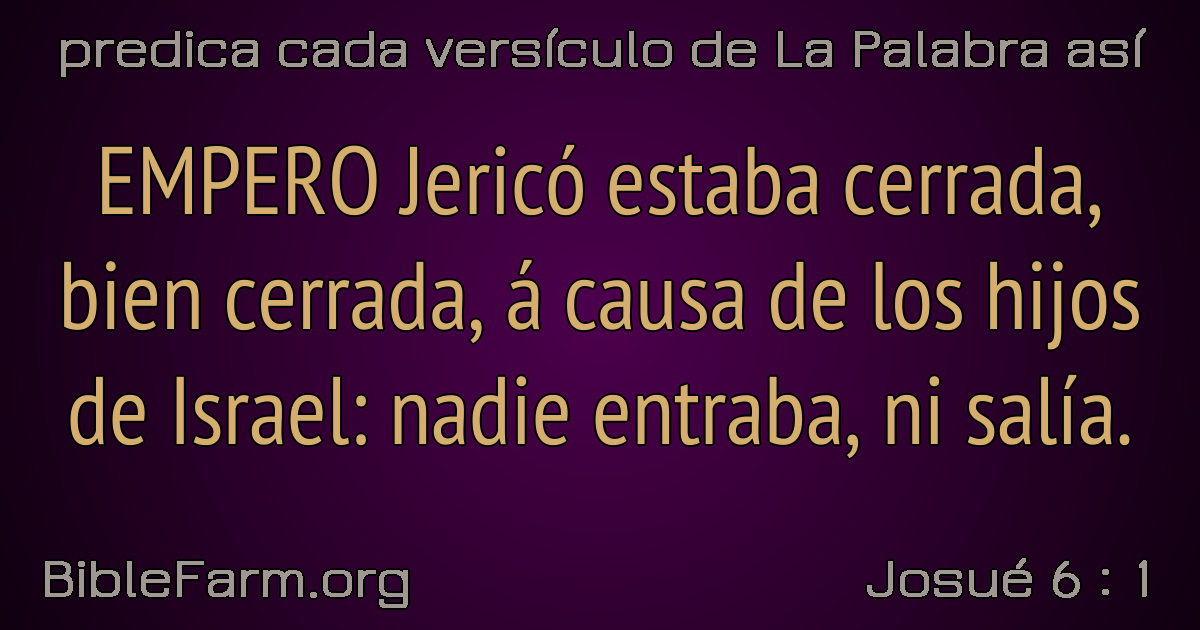 predica cada versículo de La Palabra así
EMPERO Jericó estaba cerrada,
bien cerrada, á causa de los hijos
de Israel: nadie entraba, ni salía.
BibleFarm.org
Josué 6 : 1